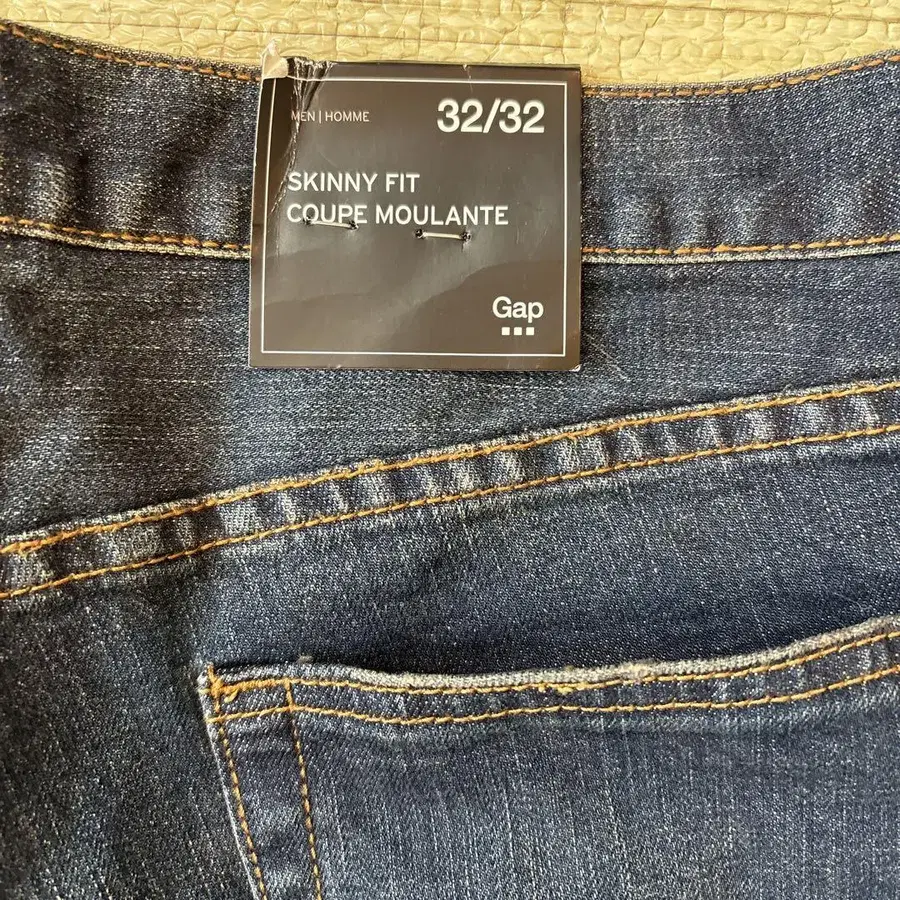 MEN | HOMME
32/32
SKINNY FIT
COUPE MOULANTE
Gap